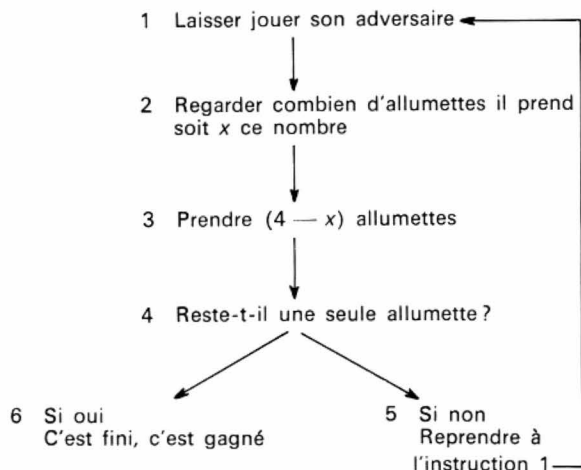 1 Laisser jouer son adversaire
2 Regarder combien d'allumettes il prend
soit x ce nombre
3 Prendre (4 — x) allumettes
4 Reste-t-il une seule allumette ?
6 Si oui
C'est fini, c'est gagné
5 Si non
Reprendre à
l'instruction 1